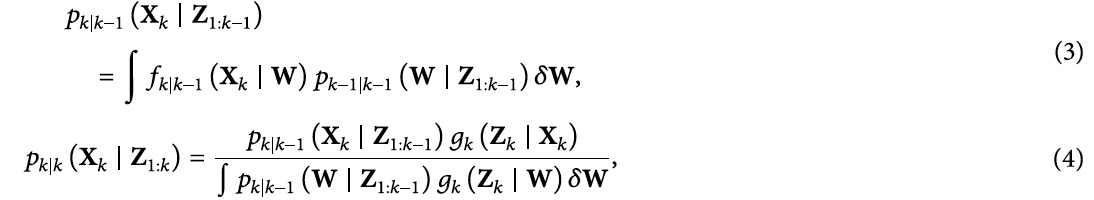 p_{k|k−1}(X_k | Z_{1:k−1})
= ∫ f_{k|k−1}(X_k | W) p_{k−1|k−1}(W | Z_{1:k−1}) δW, (3)
p_{k|k}(X_k | Z_{1:k}) = \frac{p_{k|k−1}(X_k | Z_{1:k−1}) g_k(Z_k | X_k)}{∫ p_{k|k−1}(W | Z_{1:k−1}) g_k(Z_k | W) δW}, (4)